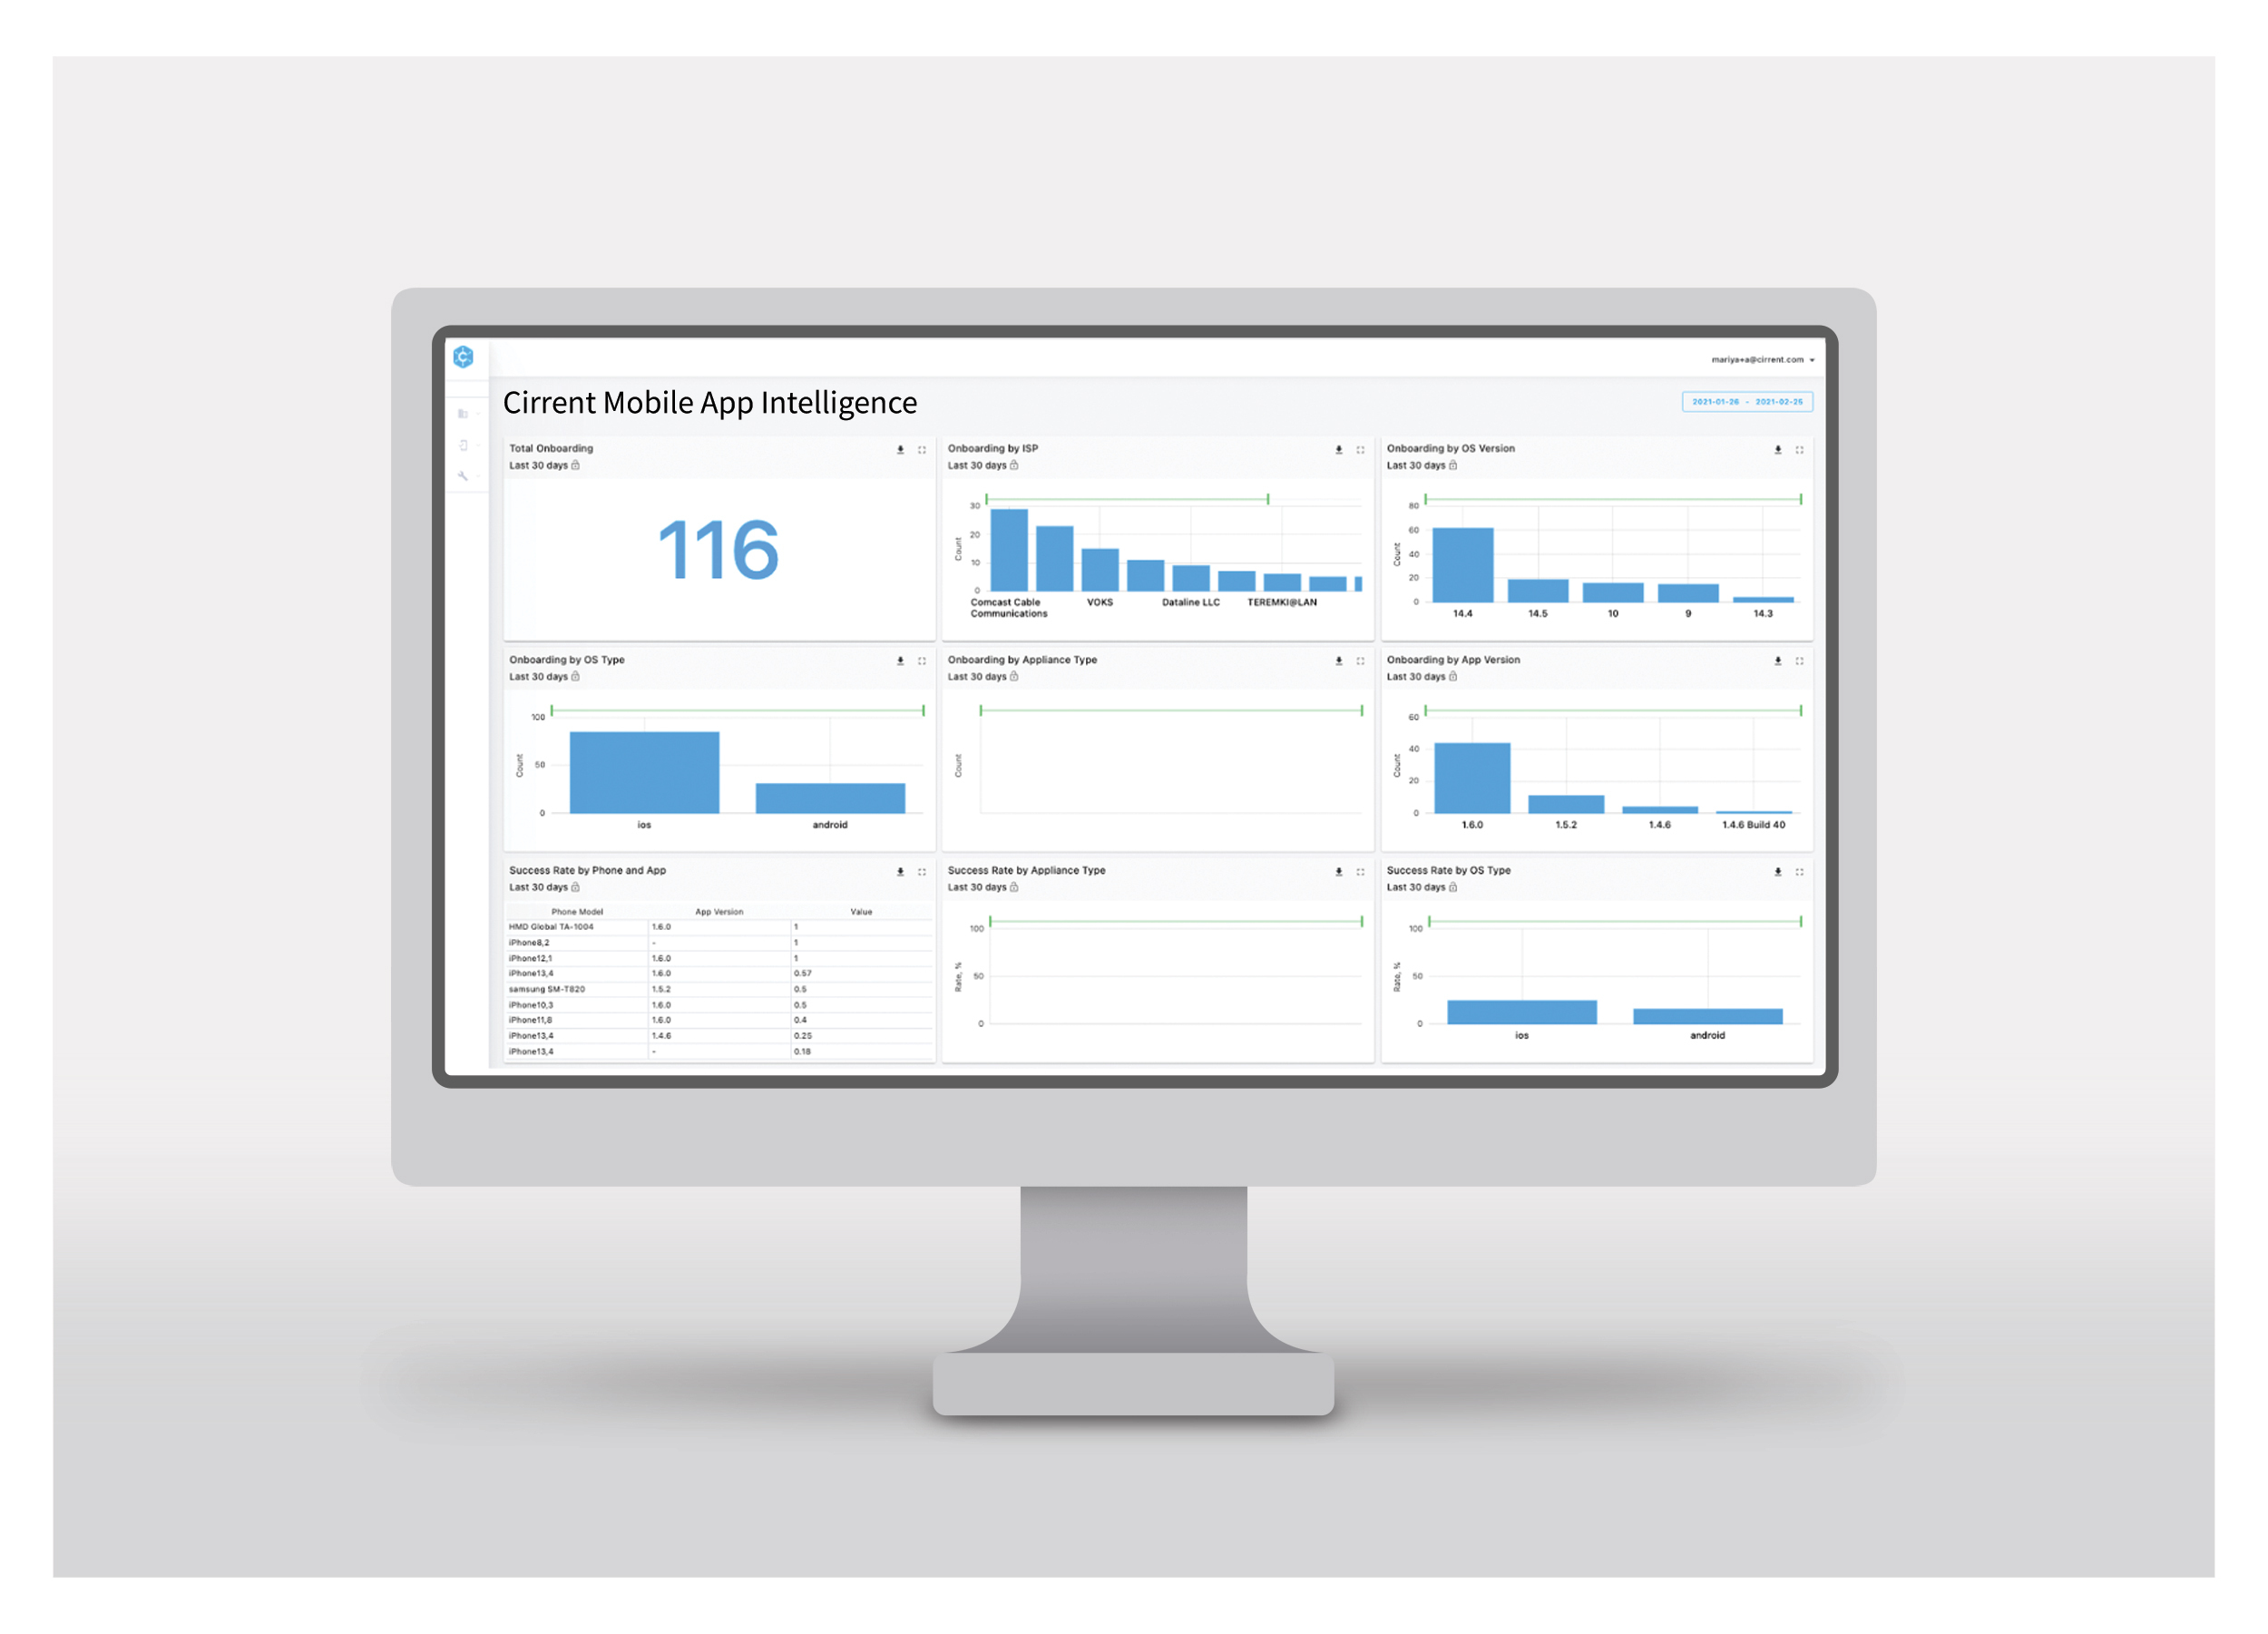 mariya+a@cirrent.com
Cirrent Mobile App Intelligence
2021-01-26 - 2021-02-25
Total Onboarding
Last 30 days
116
Onboarding by ISP
Last 30 days
30
20
10
0
Count
Comcast Cable Communications
VOKS
Dataline LLC
TEREMKI@LAN
Onboarding by OS Version
Last 30 days
80
60
40
20
0
Count
14.4
14.5
10
9
14.3
Onboarding by OS Type
Last 30 days
100
50
0
Count
ios
android
Onboarding by Appliance Type
Last 30 days
Count
Onboarding by App Version
Last 30 days
60
40
20
0
Count
1.6.0
1.5.2
1.4.6
1.4.6 Build 40
Success Rate by Phone and App
Last 30 days
Phone Model App Version Value
HMD Global TA-1004 1.6.0 1
iPhone8,2 - 1
iPhone12,1 1.6.0 1
iPhone13,4 1.6.0 0.57
samsung SM-T820 1.5.2 0.5
iPhone10,3 1.6.0 0.5
iPhone11,8 1.6.0 0.4
iPhone13,4 1.4.6 0.25
iPhone13,4 - 0.18
Success Rate by Appliance Type
Last 30 days
100
50
0
Rate, %
Success Rate by OS Type
Last 30 days
100
50
0
Rate, %
ios
android